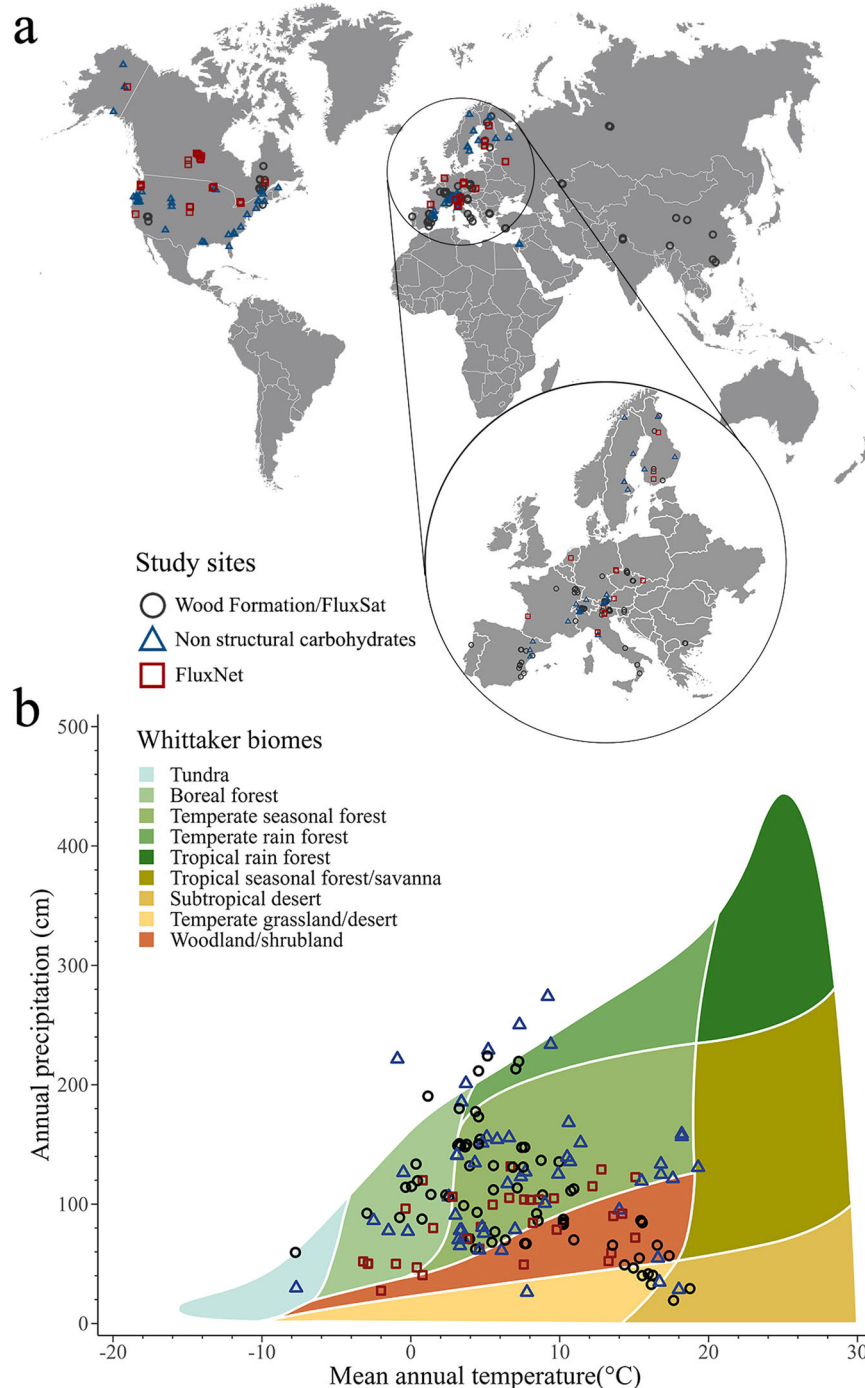 a
Study sites
Wood Formation/FluxSat
Non structural carbohydrates
FluxNet
b
Whittaker biomes
Tundra
Boreal forest
Temperate seasonal forest
Temperate rain forest
Tropical rain forest
Tropical seasonal forest/savanna
Subtropical desert
Temperate grassland/desert
Woodland/shrubland
Annual precipitation (cm)
500
400
300
200
100
0
-20
-10
0
10
20
30
Mean annual temperature(°C)